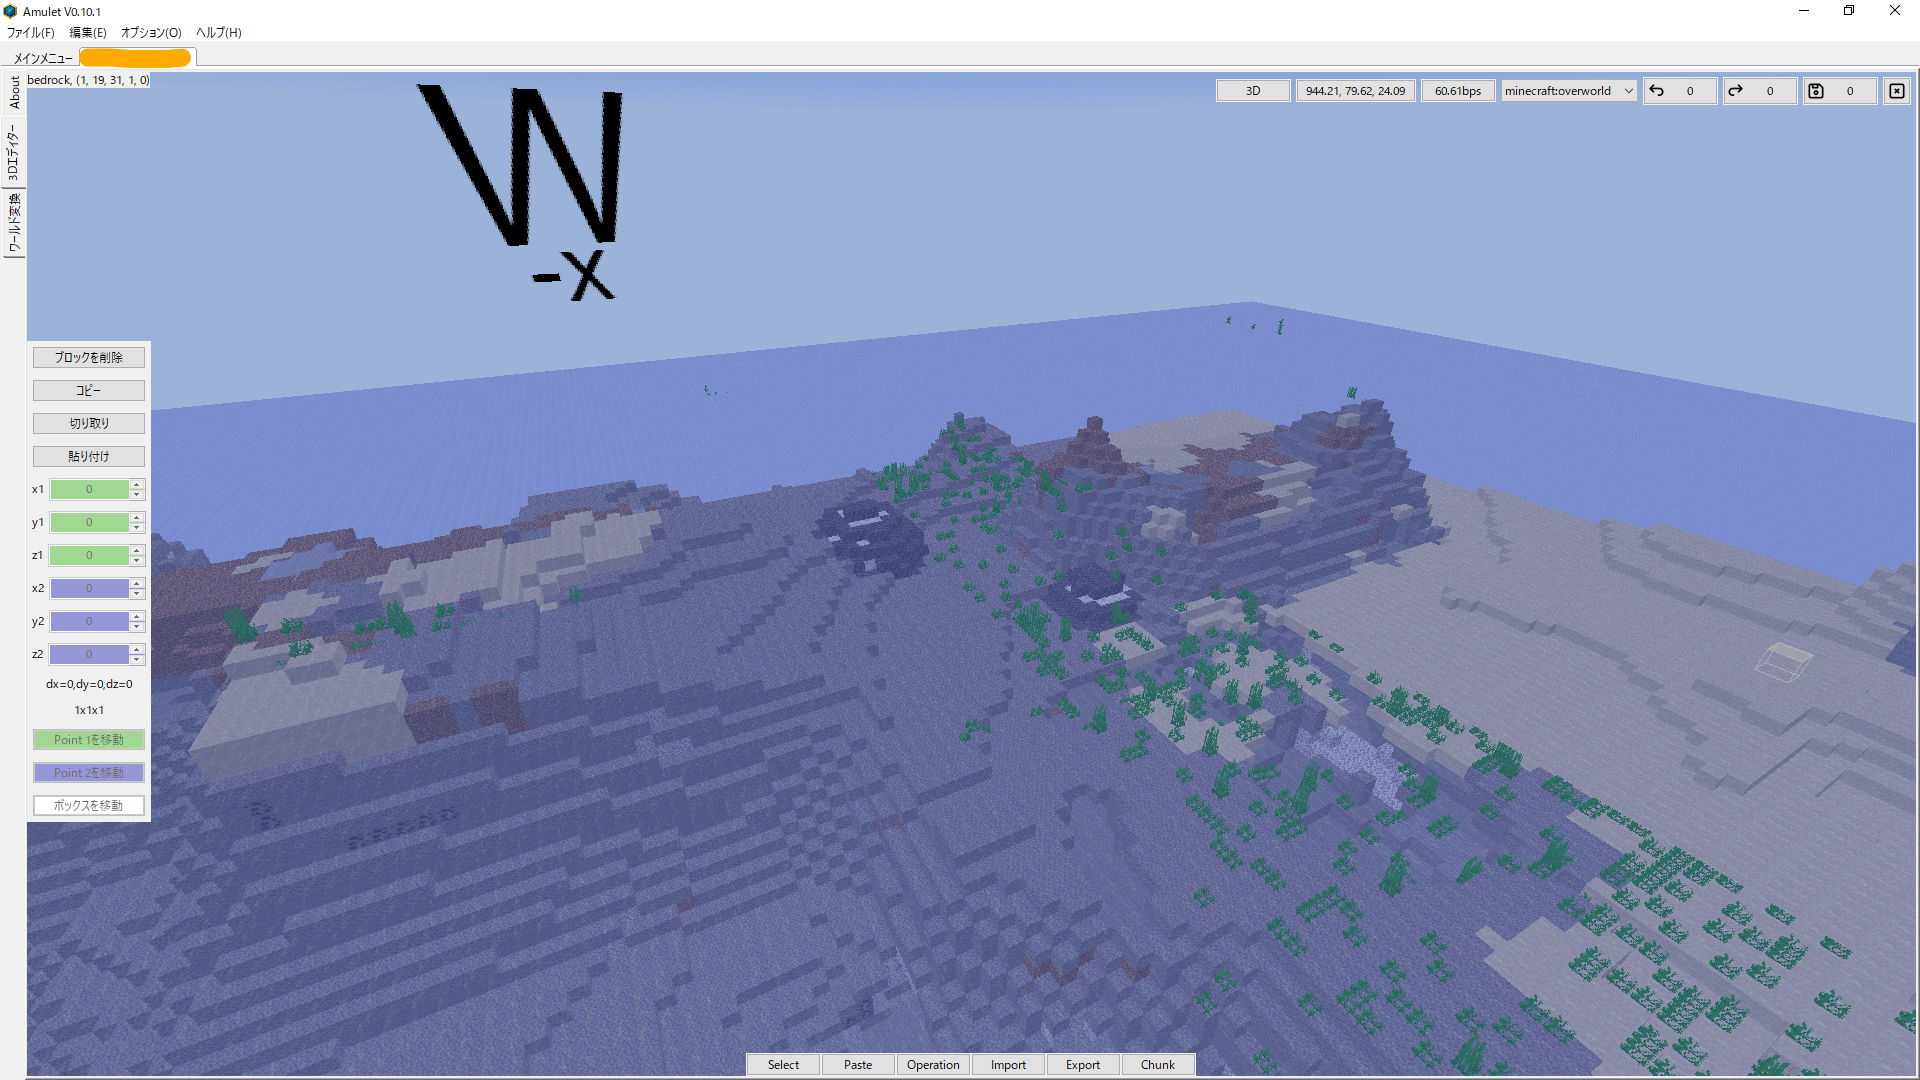 Amulet V0.10.1
ファイル(F) 編集(E) オプション(O) ヘルプ(H)
メインメニュー
About
3Dエディター
ワールド変換
bedrock, (1, 19, 31, 1, 0)
3D
944.21, 79.62, 24.09
60.61bps
minecraft:overworld
0
0
0
W
-X
ブロックを削除
コピー
切り取り
貼り付け
x1 0
y1 0
z1 0
x2 0
y2 0
z2 0
dx=0,dy=0,dz=0
1x1x1
Point 1を移動
Point 2を移動
ボックスを移動
Select Paste Operation Import Export Chunk